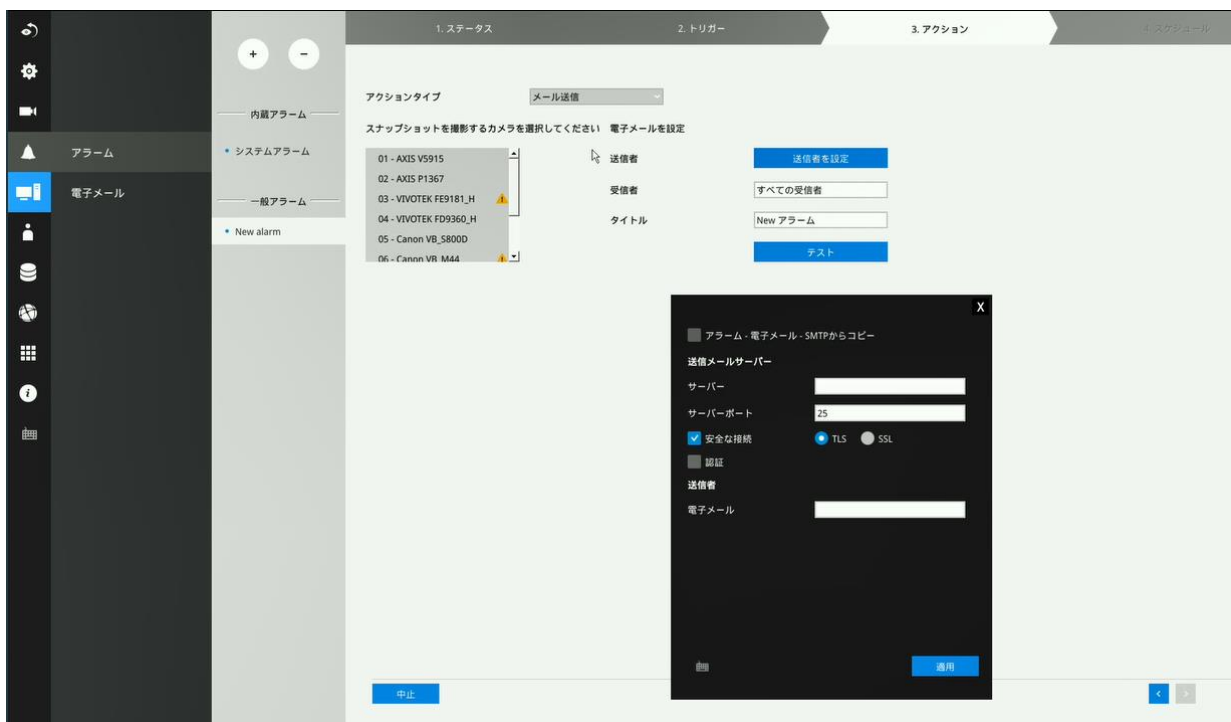 1. ステータス
2. トリガー
3. アクション
4. スケジュール
+
−
アラーム
電子メール
内蔵アラーム
システムアラーム
一般アラーム
New alarm
アクションタイプ
メール送信
スナップショットを撮影するカメラを選択してください
01 - AXIS V5915
02 - AXIS P1367
03 - VIVOTEK FE9181_H
04 - VIVOTEK FD9360_H
05 - Canon VB_S800D
06 - Canon VB_M44
電子メールを設定
送信者
送信者を設定
受信者
すべての受信者
タイトル
New アラーム
テスト
X
アラーム - 電子メール - SMTPからコピー
送信メールサーバー
サーバー
サーバーポート
25
安全な接続
TLS
SSL
認証
送信者
電子メール
適用
中止
<
>